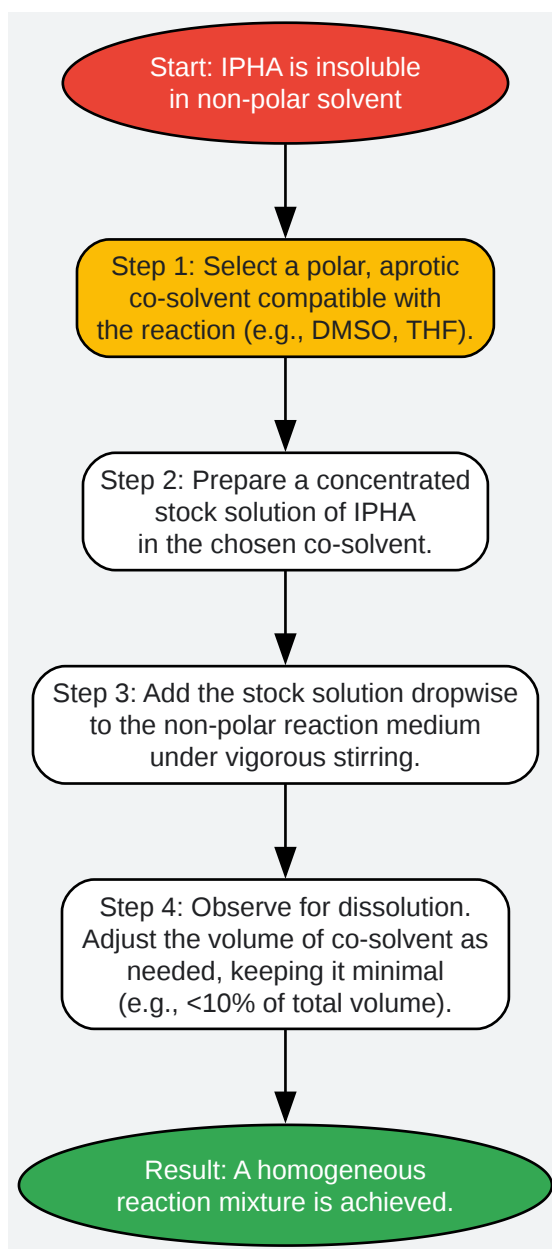 Start: IPHA is insoluble
in non-polar solvent
Step 1: Select a polar, aprotic
co-solvent compatible with
the reaction (e.g., DMSO, THF).
Step 2: Prepare a concentrated
stock solution of IPHA
in the chosen co-solvent.
Step 3: Add the stock solution dropwise
to the non-polar reaction medium
under vigorous stirring.
Step 4: Observe for dissolution.
Adjust the volume of co-solvent as
needed, keeping it minimal
(e.g., <10% of total volume).
Result: A homogeneous
reaction mixture is achieved.